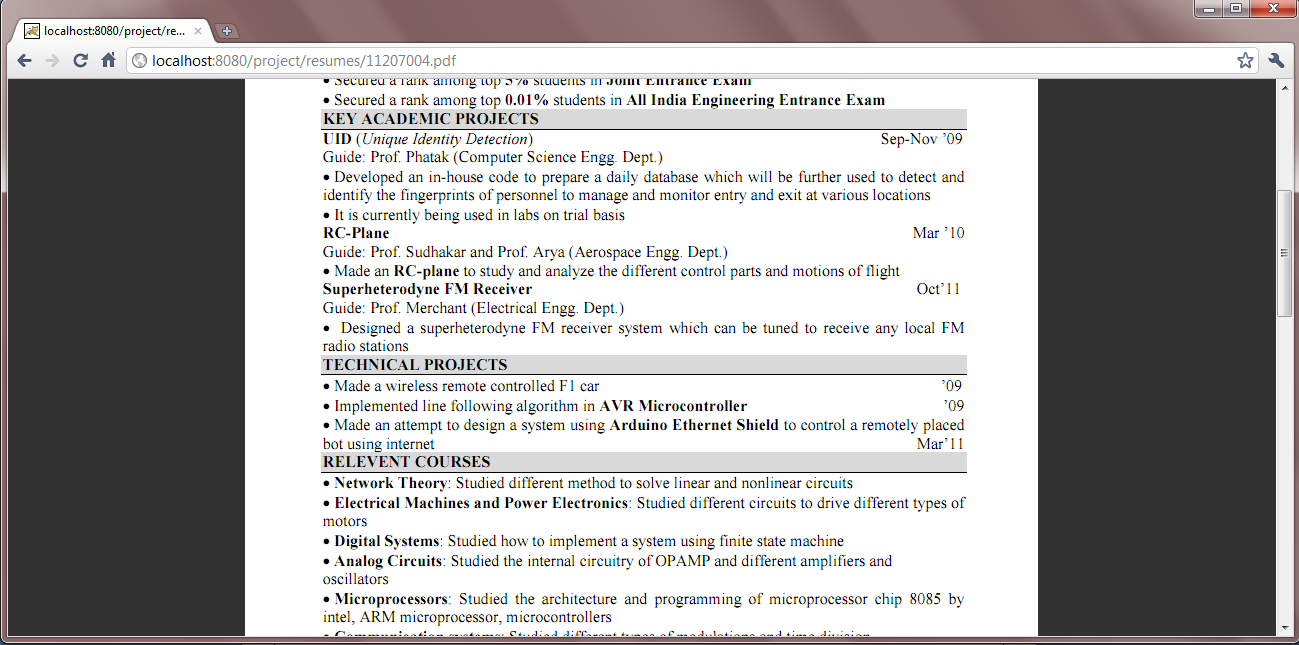 localhost:8080/project/re...
localhost:8080/project/resumes/11207004.pdf
• Secured a rank among top 5% students in Joint Entrance Exam
• Secured a rank among top 0.01% students in All India Engineering Entrance Exam
KEY ACADEMIC PROJECTS
UID (Unique Identity Detection) Sep-Nov ’09
Guide: Prof. Phatak (Computer Science Engg. Dept.)
• Developed an in-house code to prepare a daily database which will be further used to detect and
identify the fingerprints of personnel to manage and monitor entry and exit at various locations
• It is currently being used in labs on trial basis
RC-Plane Mar ’10
Guide: Prof. Sudhakar and Prof. Arya (Aerospace Engg. Dept.)
• Made an RC-plane to study and analyze the different control parts and motions of flight
Superheterodyne FM Receiver Oct’11
Guide: Prof. Merchant (Electrical Engg. Dept.)
• Designed a superheterodyne FM receiver system which can be tuned to receive any local FM
radio stations
TECHNICAL PROJECTS
• Made a wireless remote controlled F1 car ’09
• Implemented line following algorithm in AVR Microcontroller ’09
• Made an attempt to design a system using Arduino Ethernet Shield to control a remotely placed
bot using internet Mar’11
RELEVENT COURSES
• Network Theory: Studied different method to solve linear and nonlinear circuits
• Electrical Machines and Power Electronics: Studied different circuits to drive different types of
motors
• Digital Systems: Studied how to implement a system using finite state machine
• Analog Circuits: Studied the internal circuitry of OPAMP and different amplifiers and
oscillators
• Microprocessors: Studied the architecture and programming of microprocessor chip 8085 by
intel, ARM microprocessor, microcontrollers
• Communication systems: Studied different types of modulations and time division